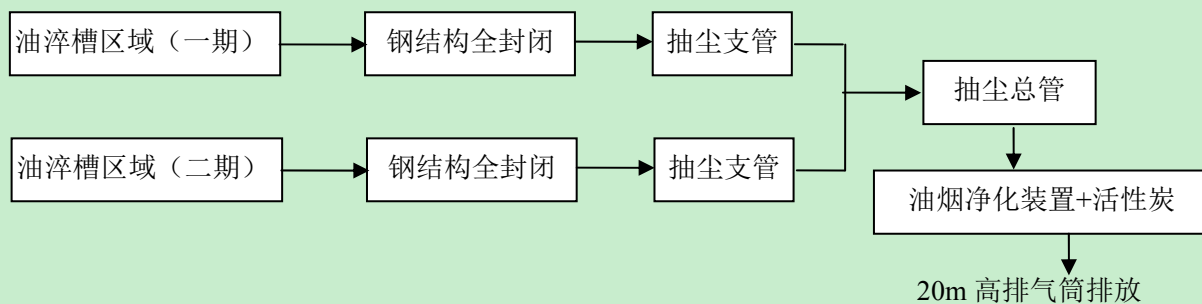 油淬槽区域（一期）
钢结构全封闭
抽尘支管
抽尘总管
油淬槽区域（二期）
钢结构全封闭
抽尘支管
油烟净化装置+活性炭
20m 高排气筒排放